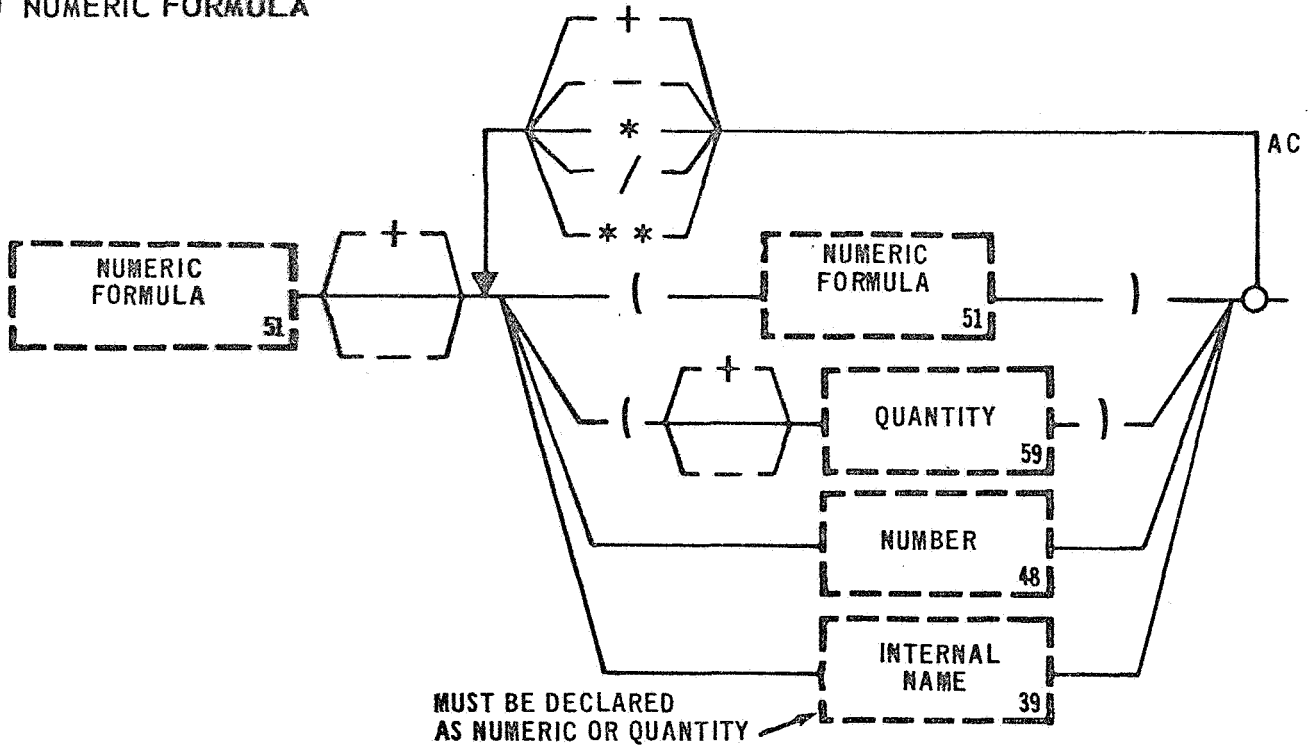 ) NUMERIC FORMULA
+
-
*
/
**
AC
NUMERIC
FORMULA
51
+
-
(
NUMERIC
FORMULA
51
)
(
+
-
QUANTITY
59
)
NUMBER
48
INTERNAL
NAME
39
MUST BE DECLARED
AS NUMERIC OR QUANTITY